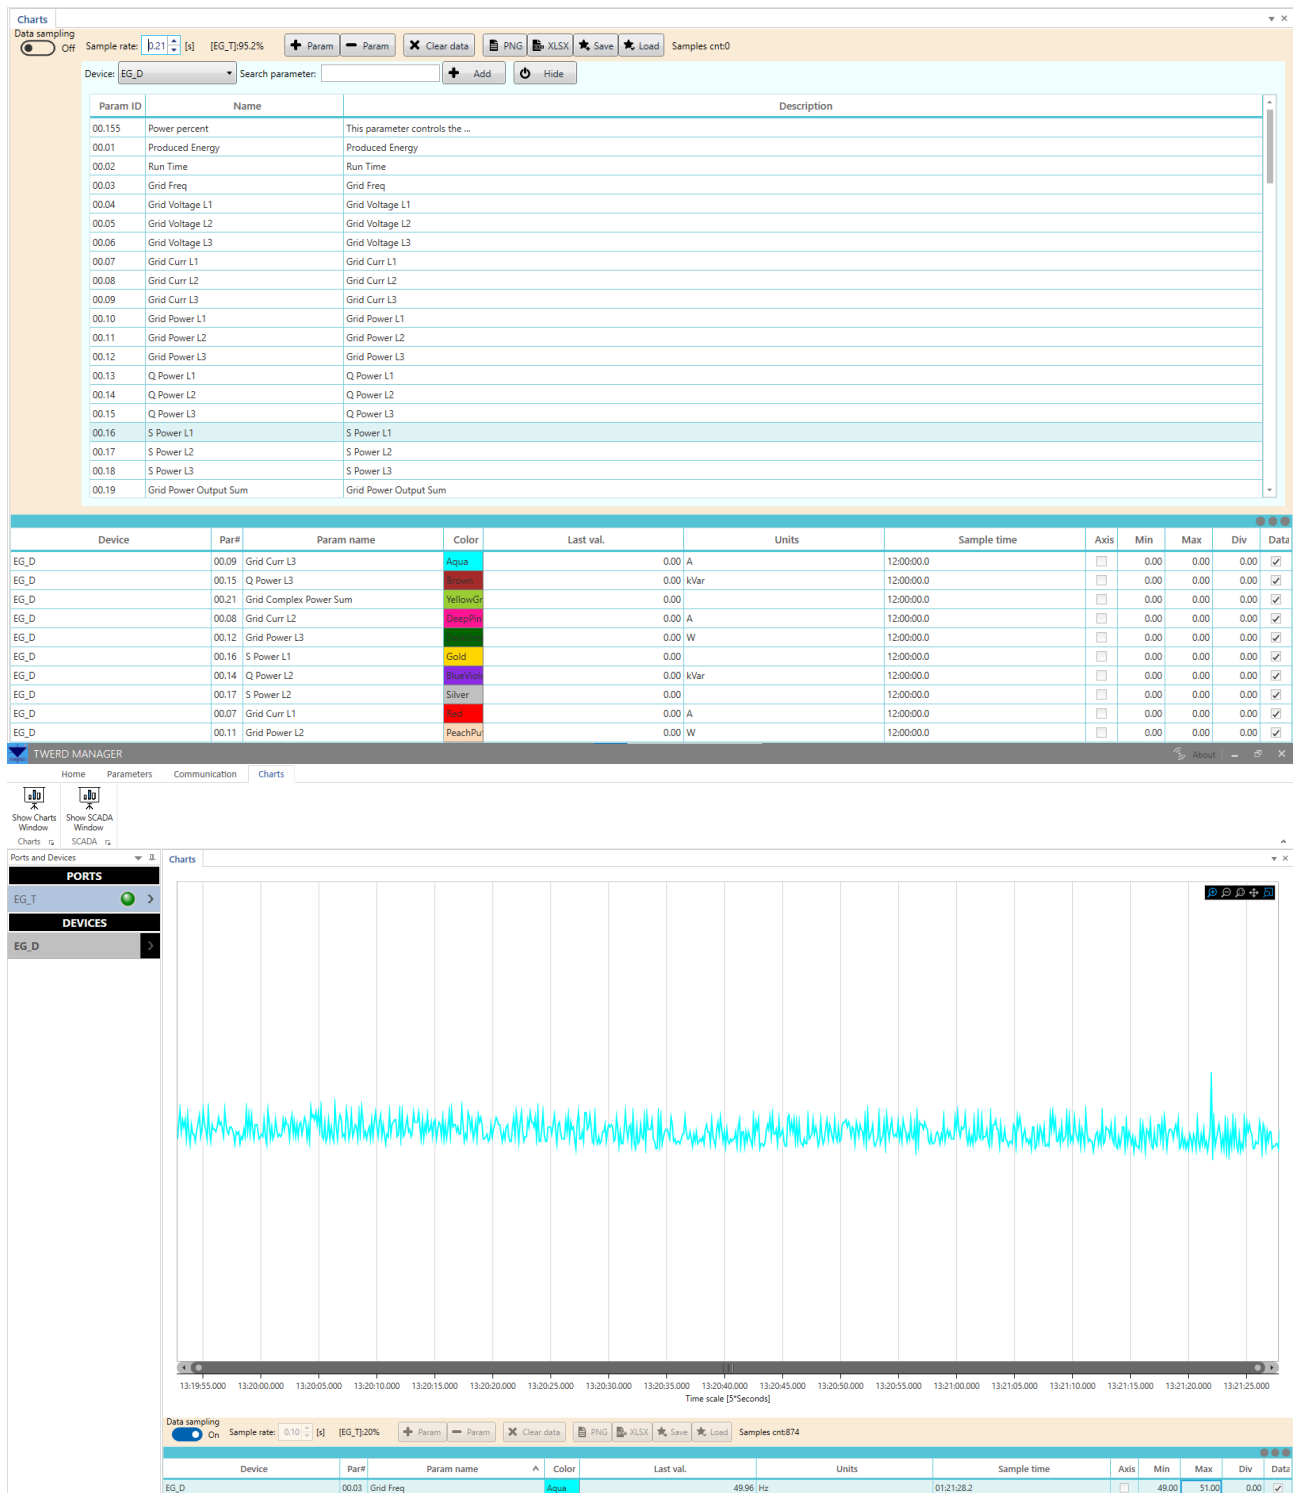 Charts
Data sampling
Off Sample rate: 0.21 [s] [EG_T]:95.2% Param Param Clear data PNG XLSX Save Load Samples cnt:0
Device: EG_D Search parameter: Add Hide
Param ID Name Description
00.155 Power percent This parameter controls the ...
00.01 Produced Energy Produced Energy
00.02 Run Time Run Time
00.03 Grid Freq Grid Freq
00.04 Grid Voltage L1 Grid Voltage L1
00.05 Grid Voltage L2 Grid Voltage L2
00.06 Grid Voltage L3 Grid Voltage L3
00.07 Grid Curr L1 Grid Curr L1
00.08 Grid Curr L2 Grid Curr L2
00.09 Grid Curr L3 Grid Curr L3
00.10 Grid Power L1 Grid Power L1
00.11 Grid Power L2 Grid Power L2
00.12 Grid Power L3 Grid Power L3
00.13 Q Power L1 Q Power L1
00.14 Q Power L2 Q Power L2
00.15 Q Power L3 Q Power L3
00.16 S Power L1 S Power L1
00.17 S Power L2 S Power L2
00.18 S Power L3 S Power L3
00.19 Grid Power Output Sum Grid Power Output Sum
Device Par# Param name Color Last val. Units Sample time Axis Min Max Div Data
EG_D 00.09 Grid Curr L3 Aqua 0.00 A 12:00:00.0 0.00 0.00 0.00
EG_D 00.15 Q Power L3 Brown 0.00 kVar 12:00:00.0 0.00 0.00 0.00
EG_D 00.21 Grid Complex Power Sum YellowGr 0.00 12:00:00.0 0.00 0.00 0.00
EG_D 00.08 Grid Curr L2 DeepPin 0.00 A 12:00:00.0 0.00 0.00 0.00
EG_D 00.12 Grid Power L3 0.00 W 12:00:00.0 0.00 0.00 0.00
EG_D 00.16 S Power L1 Gold 0.00 12:00:00.0 0.00 0.00 0.00
EG_D 00.14 Q Power L2 BlueViol 0.00 kVar 12:00:00.0 0.00 0.00 0.00
EG_D 00.17 S Power L2 Silver 0.00 12:00:00.0 0.00 0.00 0.00
EG_D 00.07 Grid Curr L1 Red 0.00 A 12:00:00.0 0.00 0.00 0.00
EG_D 00.11 Grid Power L2 PeachPu 0.00 W 12:00:00.0 0.00 0.00 0.00
TWERD MANAGER About
Home Parameters Communication Charts
Show Charts Show SCADA
Window Window
Charts SCADA
Ports and Devices
Charts
PORTS
EG_T
DEVICES
EG_D
13:19:55.000 13:20:00.000 13:20:05.000 13:20:10.000 13:20:15.000 13:20:20.000 13:20:25.000 13:20:30.000 13:20:35.000 13:20:40.000 13:20:45.000 13:20:50.000 13:20:55.000 13:21:00.000 13:21:05.000 13:21:10.000 13:21:15.000 13:21:20.000 13:21:25.000
Time scale [5*Seconds]
Data sampling
On Sample rate: 0.10 [s] [EG_T]:20% Param Param Clear data PNG XLSX Save Load Samples cnt:874
Device Par# Param name Color Last val. Units Sample time Axis Min Max Div Data
EG_D 00.03 Grid Freq Aqua 49.96 Hz 01:21:28.2 49.00 51.00 0.00